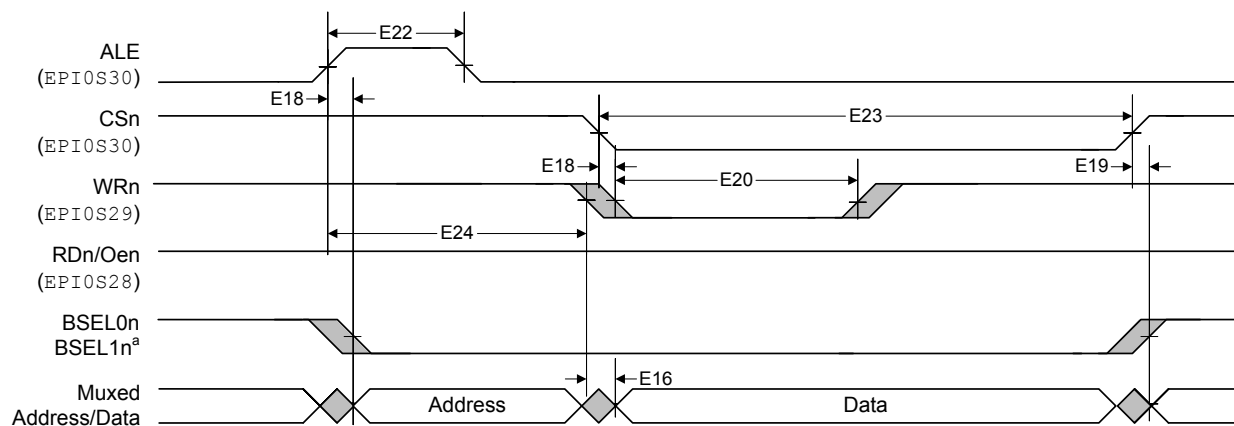 E22
ALE
(EPI0S30)
E18
CSn
E23
(EPI0S30)
E18
E20
E19
WRn
(EPI0S29)
E24
RDn/Oen
(EPI0S28)
BSEL0n
BSEL1nᵃ
E16
Muxed
Address/Data
Address
Data